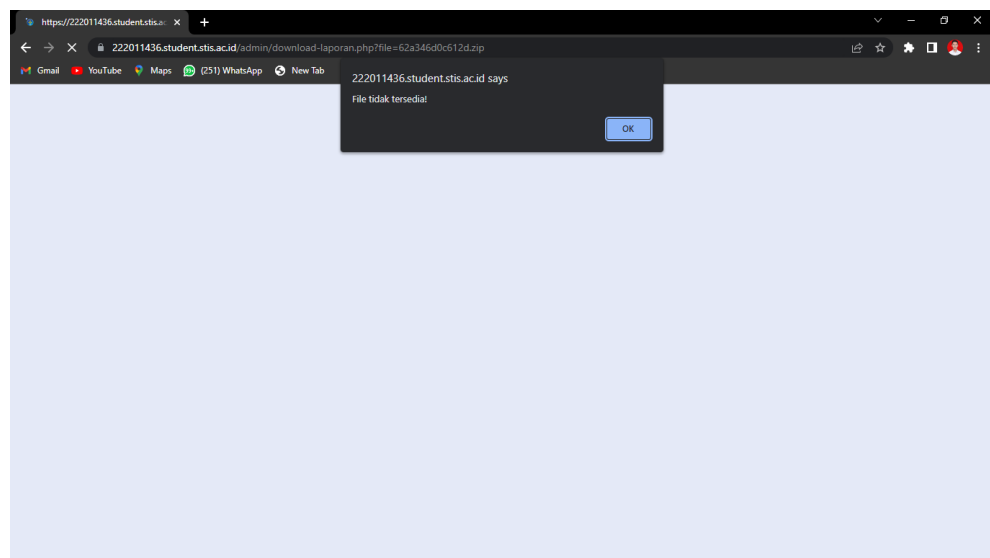 https://222011436.student.stis.ac
222011436.student.stis.ac.id/admin/download-laporan.php?file=62a346d0c612d.zip
Gmail YouTube Maps (251) WhatsApp New Tab
222011436.student.stis.ac.id says
File tidak tersedia!
OK